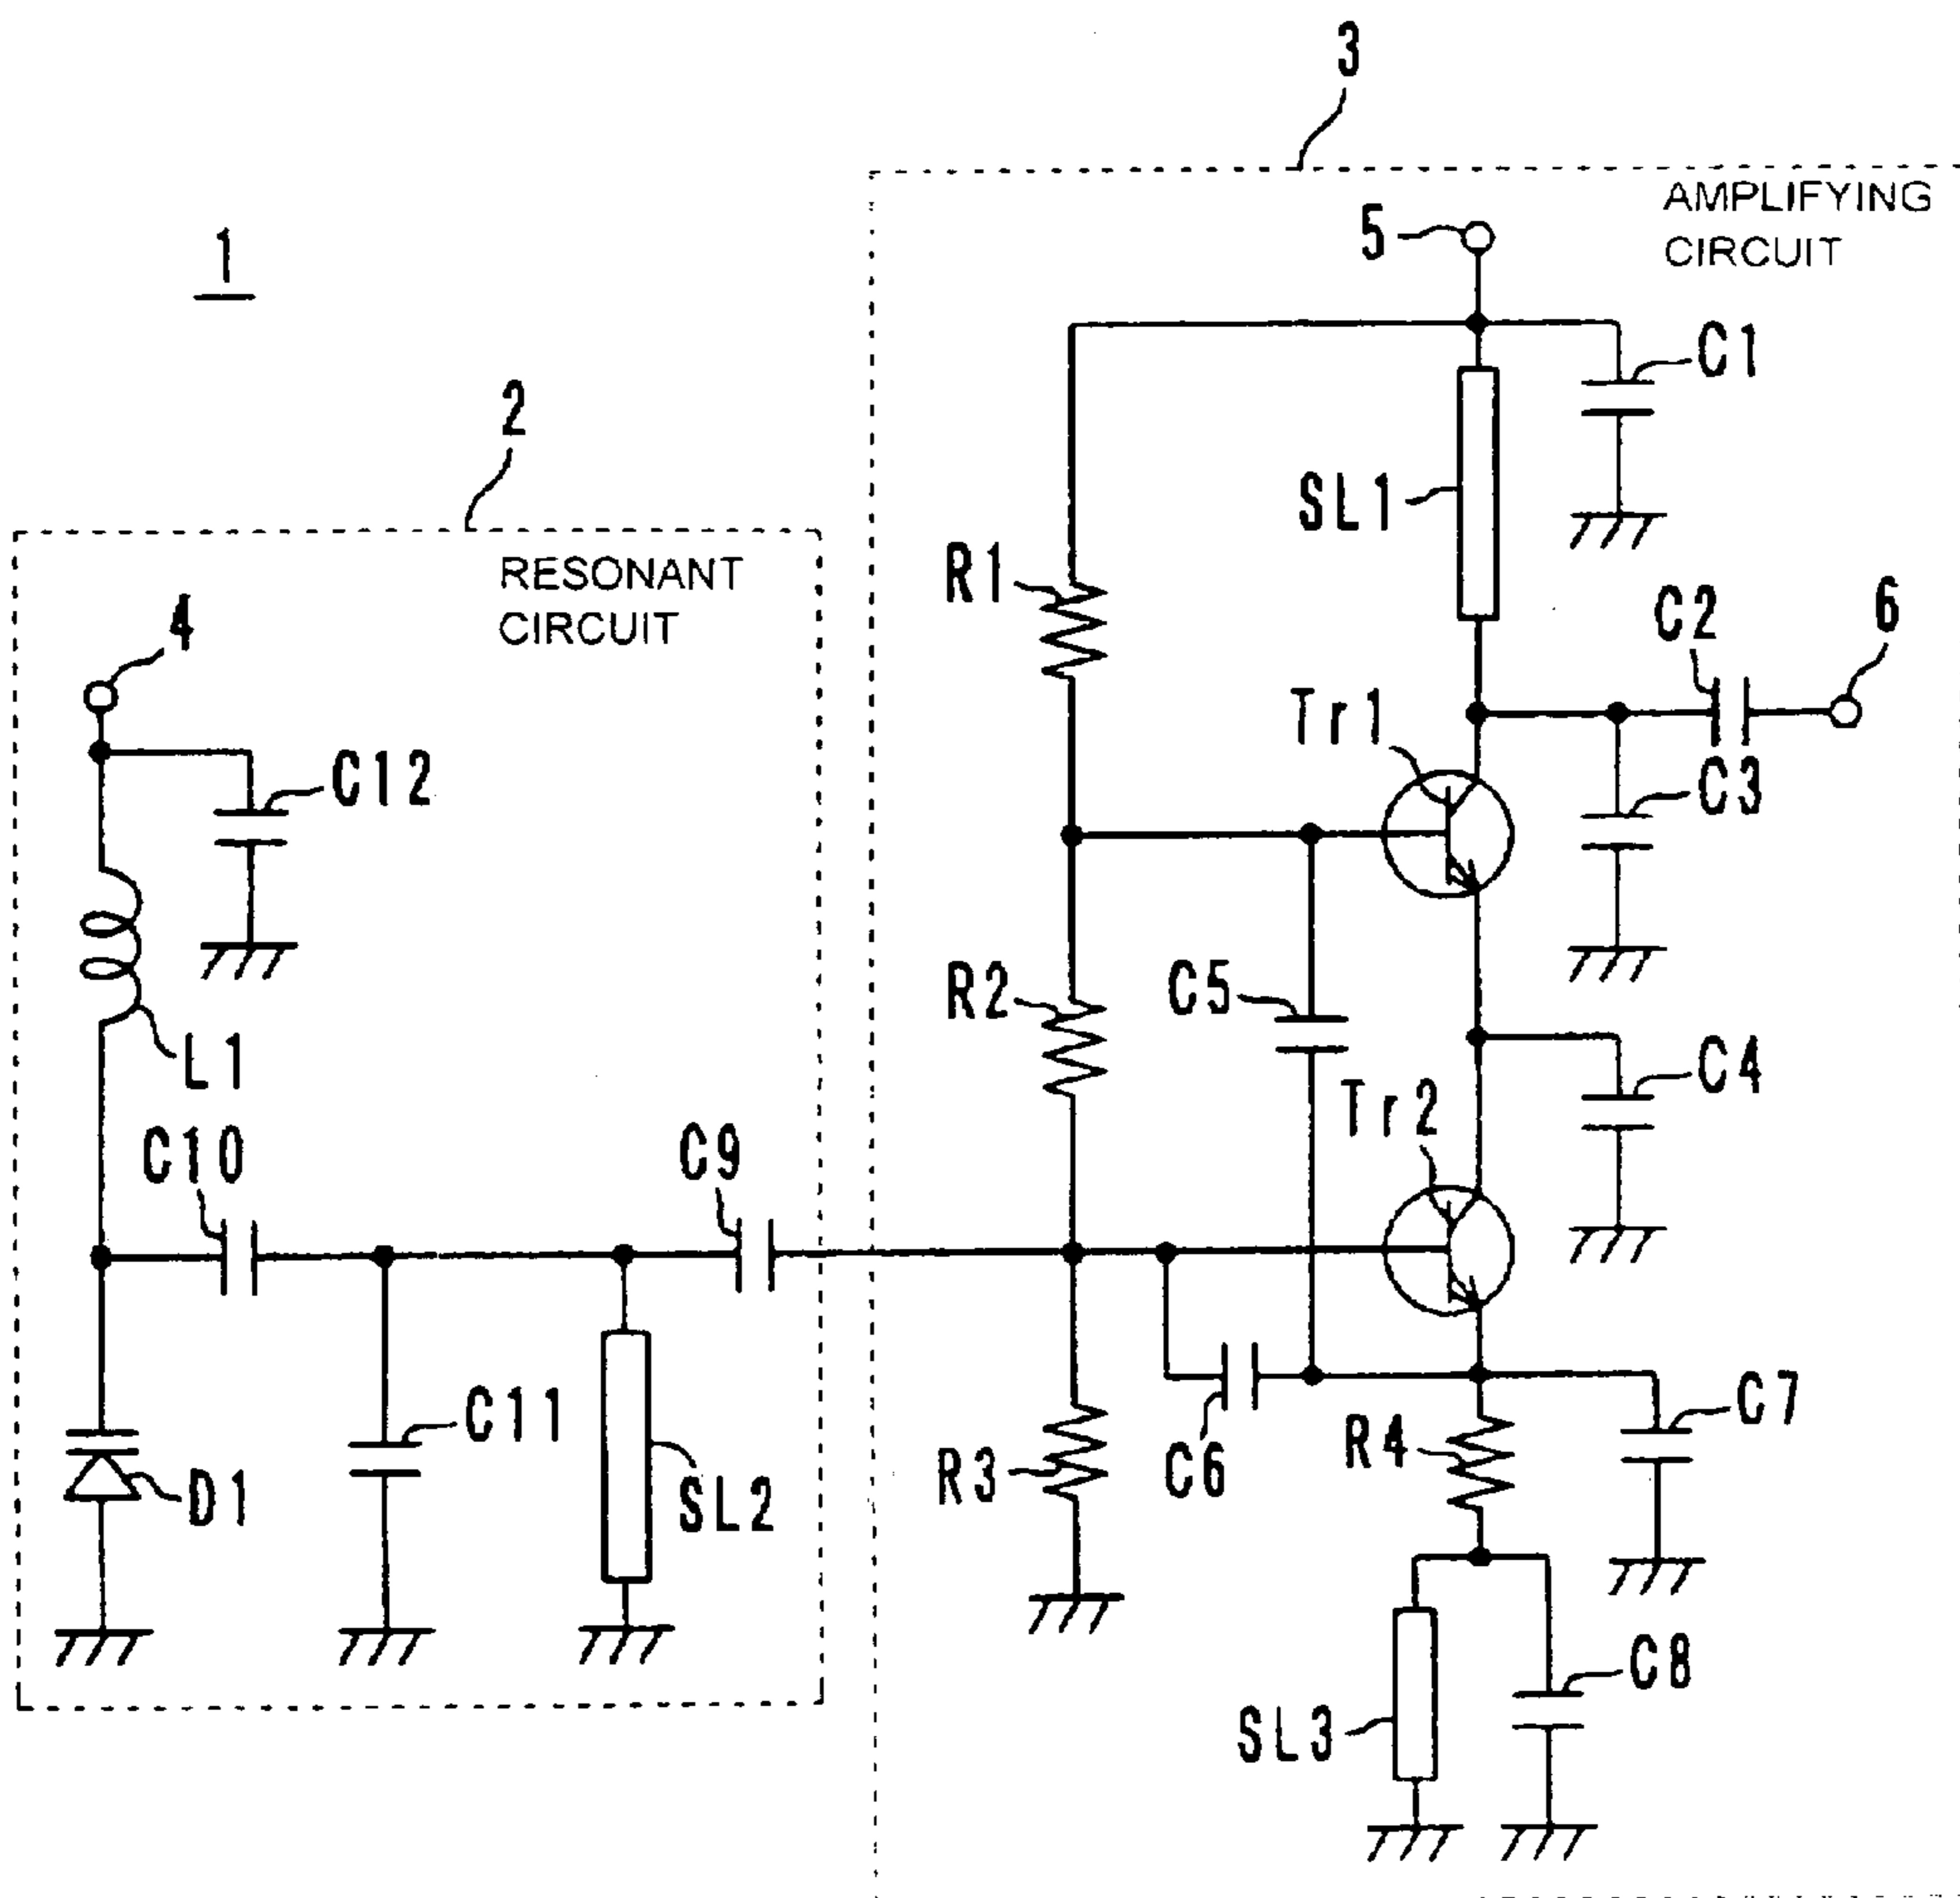 3
AMPLIFYING
CIRCUIT
5
1
C1
2
SL1
RESONANT
CIRCUIT
R1
C2
6
4
Tr1
C12
C3
R2
C5
L1
C4
Tr2
C10
C9
C11
C7
R4
D1
SL2
R3
C6
C8
SL3